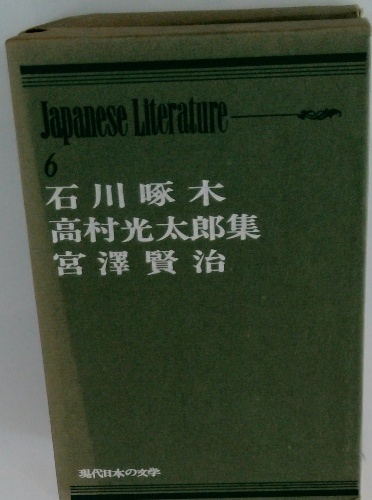 Japanese Literature
6
石川啄木
高村光太郎集
宮澤賢治
現代日本の文学